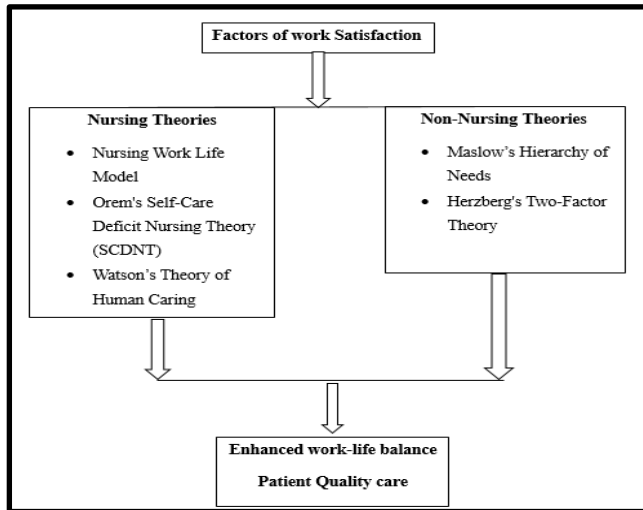 Factors of work Satisfaction
Nursing Theories
• Nursing Work Life
Model
• Orem's Self-Care
Deficit Nursing Theory
(SCDNT)
• Watson’s Theory of
Human Caring
Non-Nursing Theories
• Maslow’s Hierarchy of
Needs
• Herzberg's Two-Factor
Theory
Enhanced work-life balance
Patient Quality care